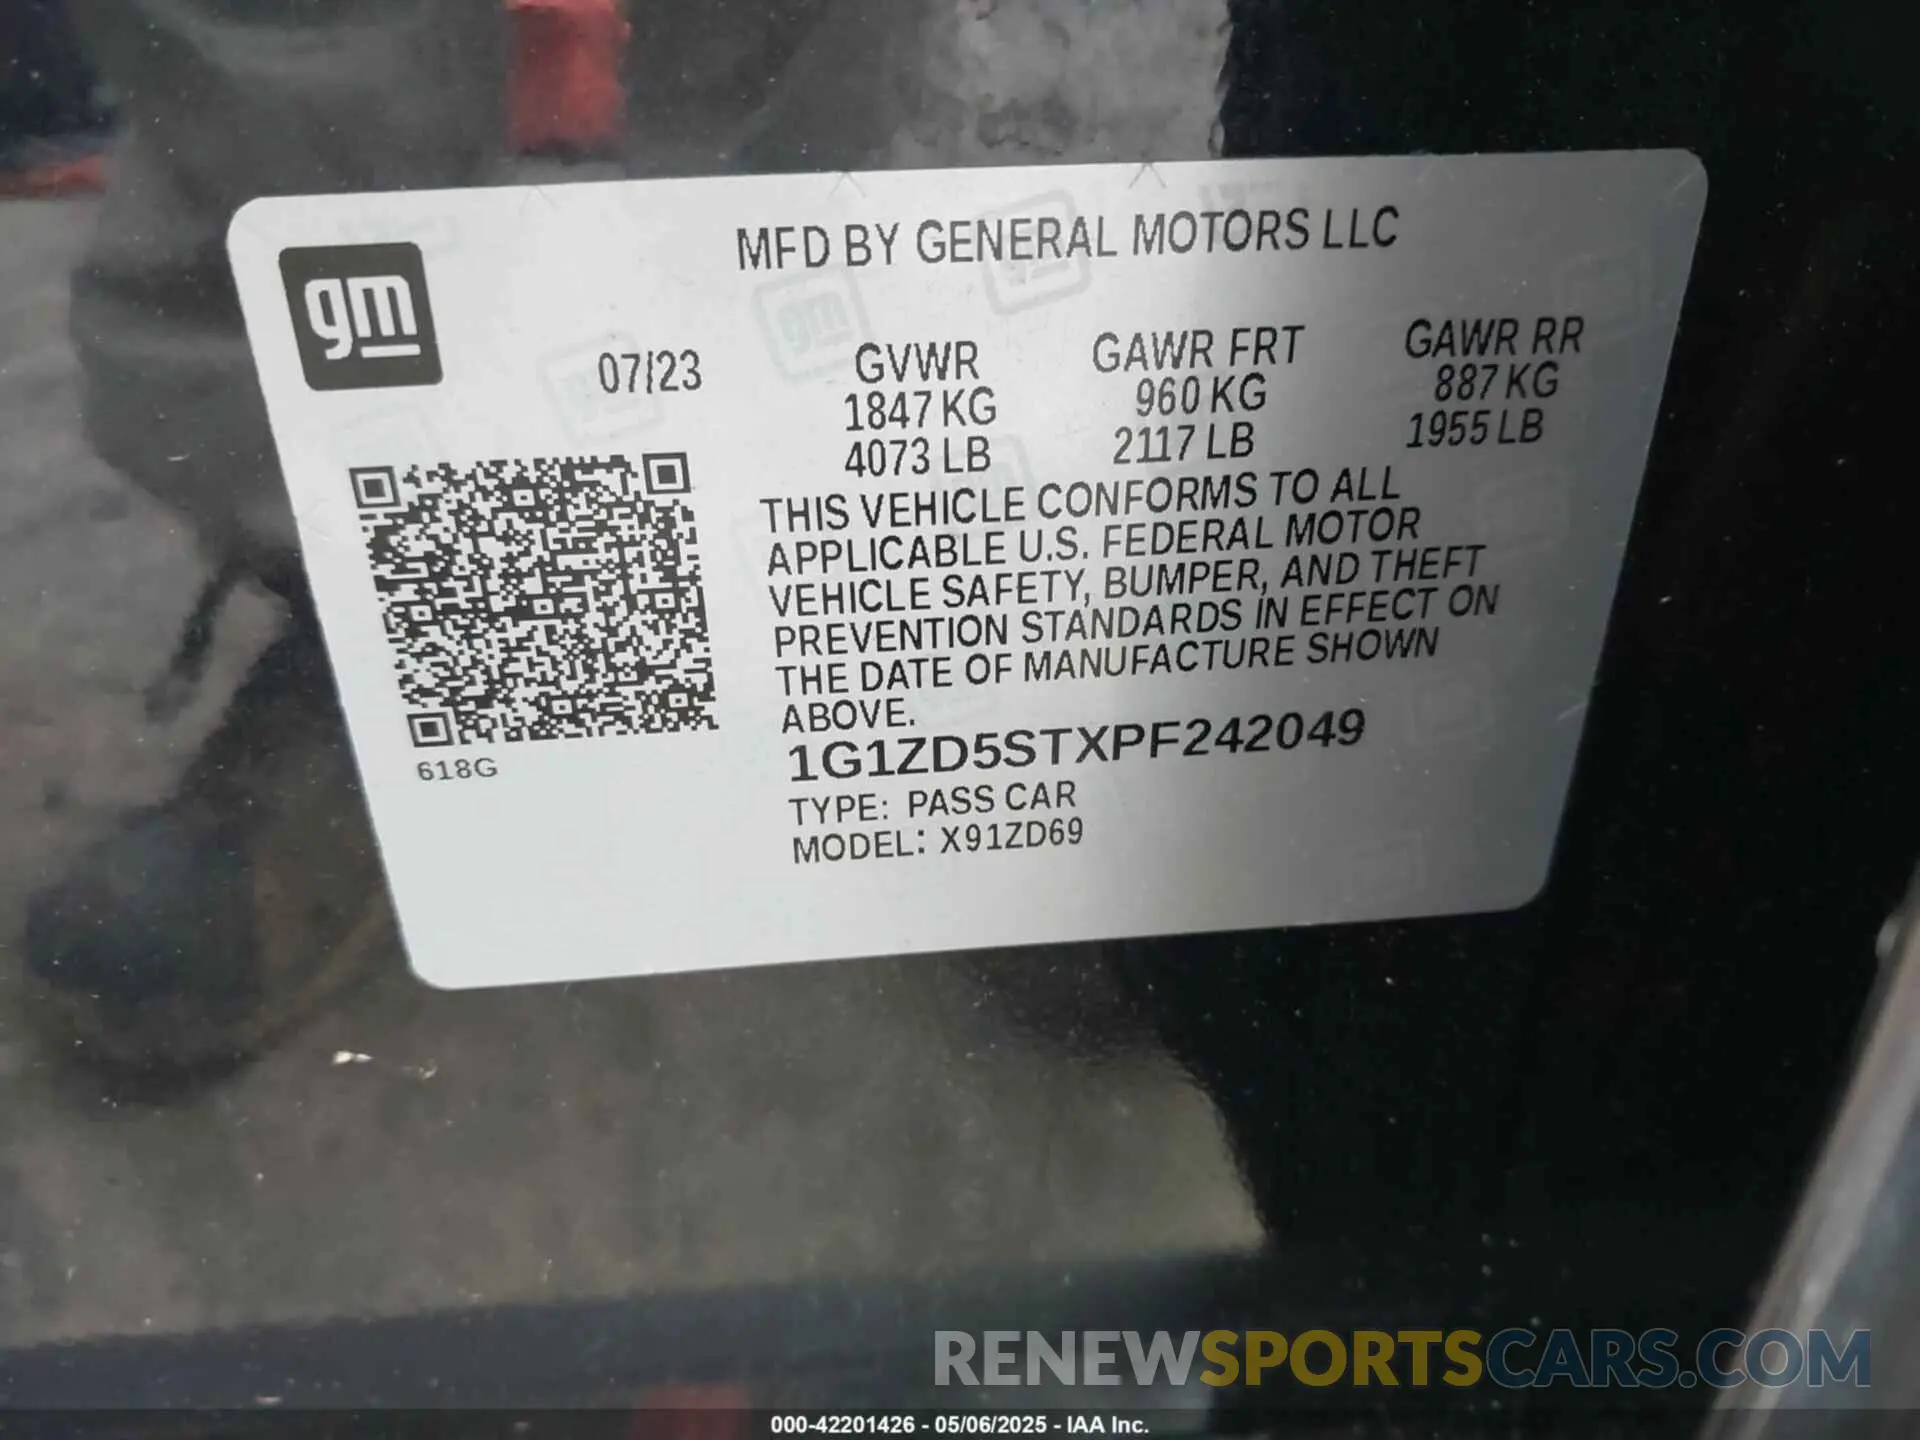 MFD BY GENERAL MOTORS LLC
gm
07/23
GVWR GAWR FRT GAWR RR
1847 KG 960 KG 887 KG
4073 LB 2117 LB 1955 LB
THIS VEHICLE CONFORMS TO ALL
APPLICABLE U.S. FEDERAL MOTOR
VEHICLE SAFETY, BUMPER, AND THEFT
PREVENTION STANDARDS IN EFFECT ON
THE DATE OF MANUFACTURE SHOWN
ABOVE.
618G
1G1ZD5STXPF242049
TYPE: PASS CAR
MODEL: X91ZD69
RENEWSPORTSCARS.COM
000-42201426 - 05/06/2025 - IAA Inc.